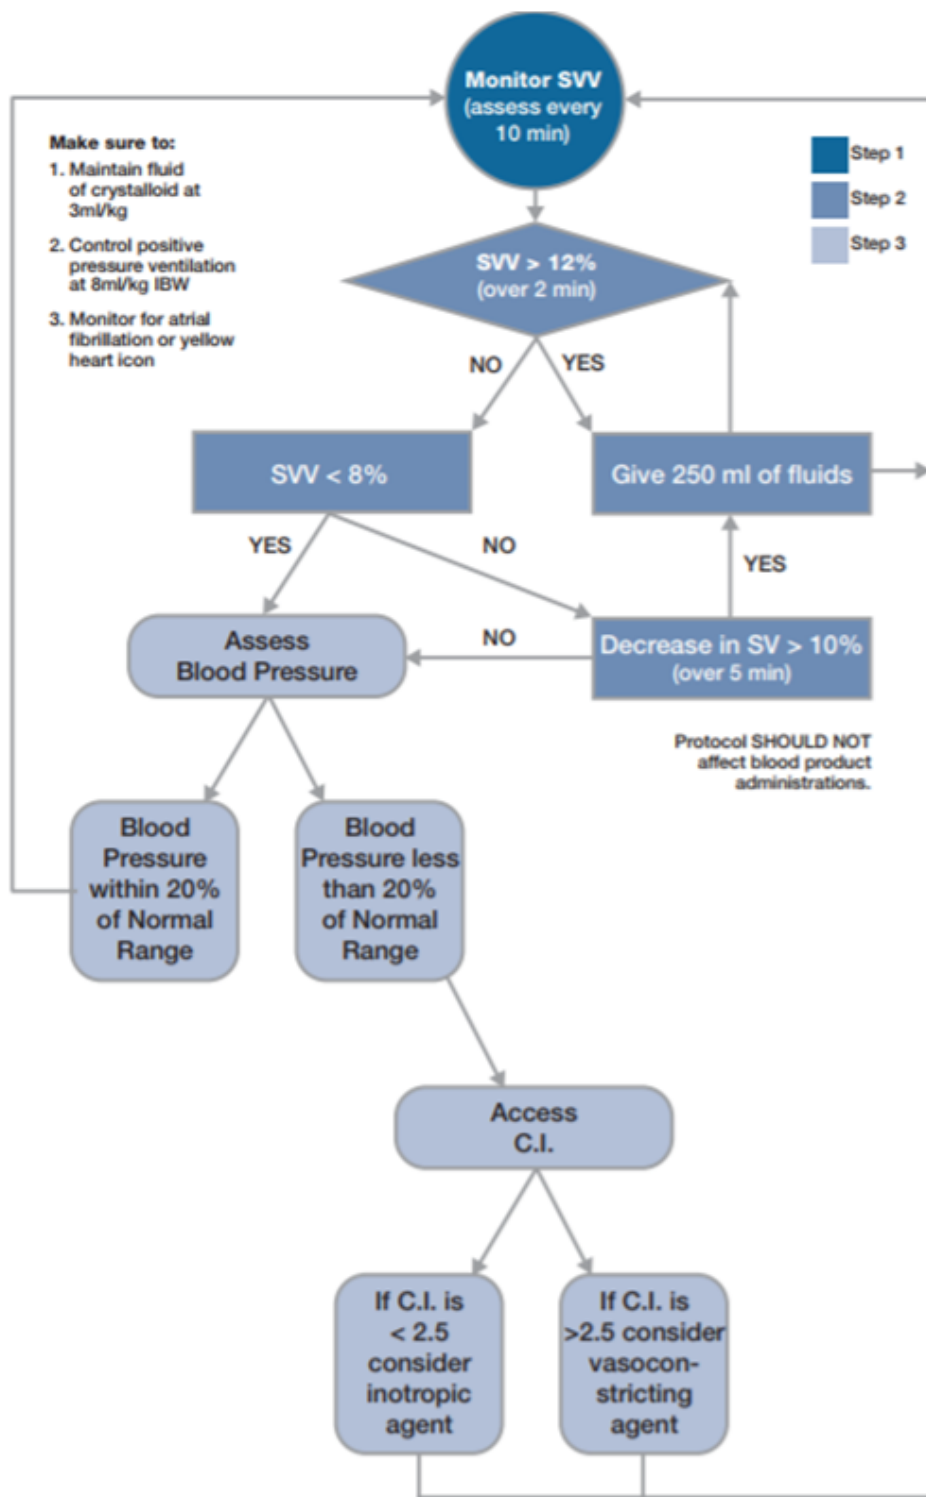 Monitor SVV
(assess every
10 min)
Make sure to:
1. Maintain fluid
of crystalloid at
3ml/kg
2. Control positive
pressure ventilation
at 8ml/kg IBW
3. Monitor for atrial
fibrillation or yellow
heart icon
Step 1
Step 2
Step 3
SVV > 12%
(over 2 min)
NO
YES
SVV < 8%
Give 250 ml of fluids
YES
NO
YES
Assess
Blood Pressure
NO
Decrease in SV > 10%
(over 5 min)
Protocol SHOULD NOT
affect blood product
administrations.
Blood
Pressure
within 20%
of Normal
Range
Blood
Pressure less
than 20%
of Normal
Range
Access
C.I.
If C.I. is
< 2.5
consider
inotropic
agent
If C.I. is
>2.5 consider
vasocon-
stricting
agent